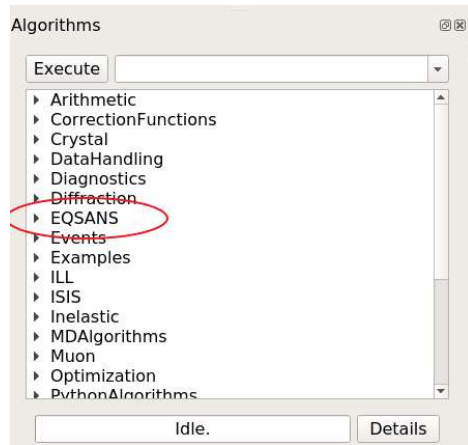 Algorithms
Execute
Arithmetic
CorrectionFunctions
Crystal
DataHandling
Diagnostics
Diffraction
EQSANS
Events
Examples
ILL
ISIS
Inelastic
MDAlgorithms
Muon
Optimization
PythonAlgorithms
Idle.
Details